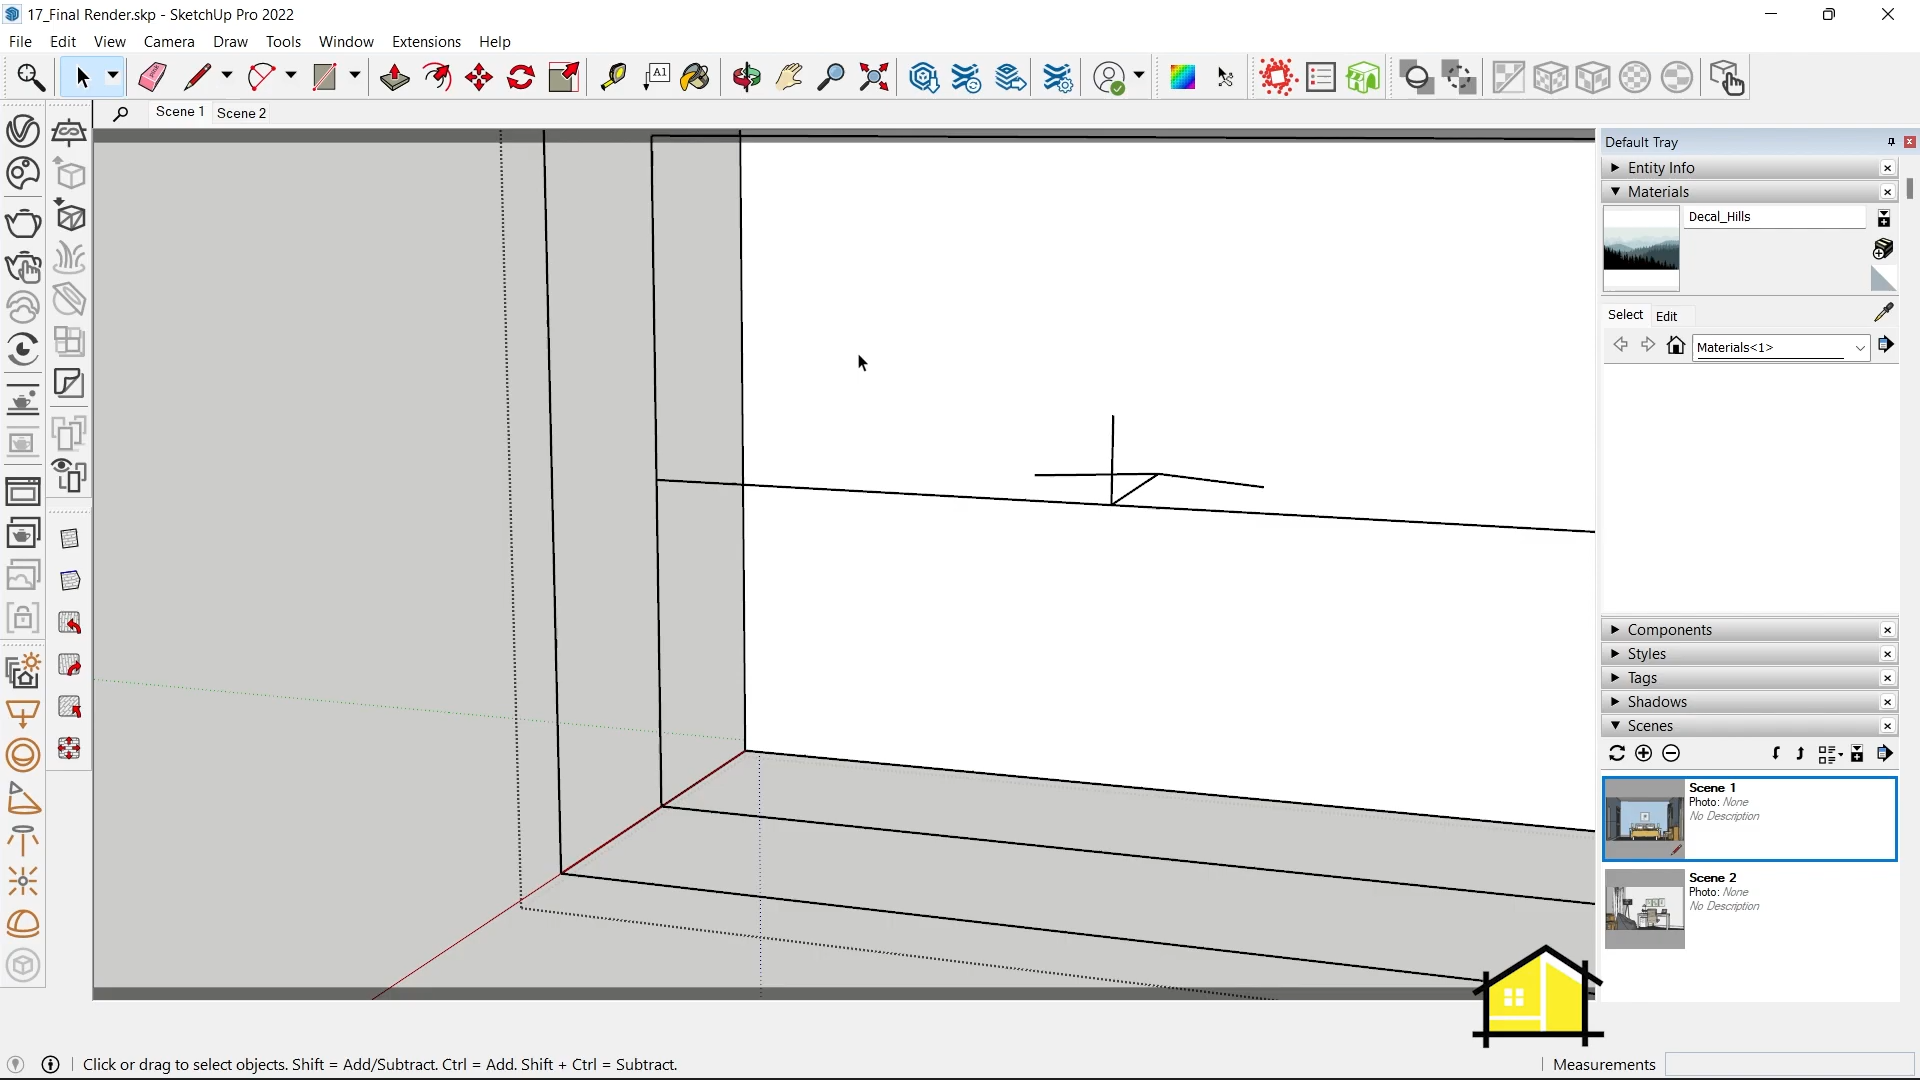 17_Final Render.skp - SketchUp Pro 2022
File Edit View Camera Draw Tools Window Extensions Help
A1
Scene 1 Scene 2
Default Tray
Entity Info
Materials
Decal_Hills
Select Edit
Materials<1>
Components
Styles
Tags
Shadows
Scenes
Scene 1
Photo: None
No Description
Scene 2
Photo: None
No Description
Click or drag to select objects. Shift = Add/Subtract. Ctrl = Add. Shift + Ctrl = Subtract.
Measurements